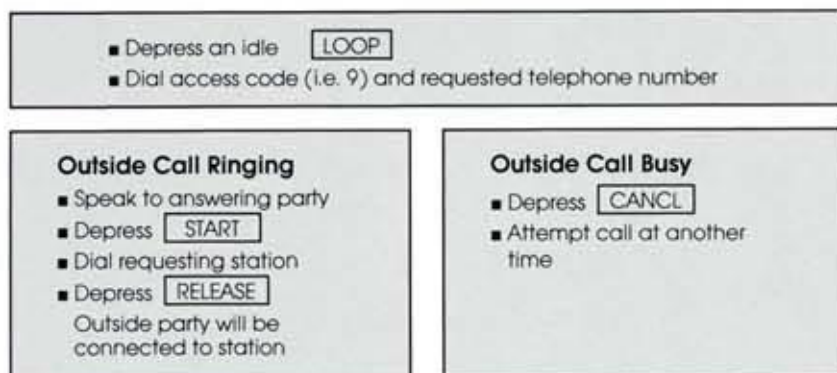 ■ Depress an idle LOOP
■ Dial access code (i.e. 9) and requested telephone number
Outside Call Ringing
■ Speak to answering party
■ Depress START
■ Dial requesting station
■ Depress RELEASE
Outside party will be
connected to station
Outside Call Busy
■ Depress CANCL
■ Attempt call at another
time